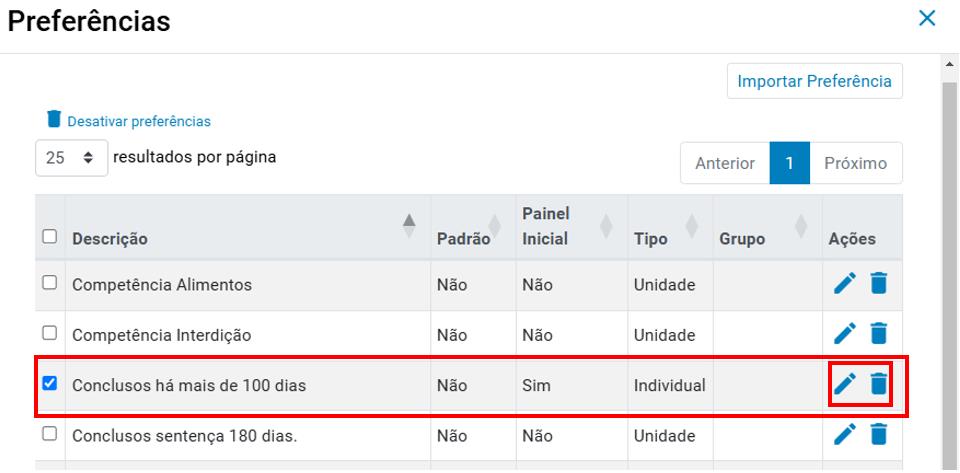 Preferências
Importar Preferência
Desativar preferências
25 resultados por página
Anterior 1 Próximo
Descrição Padrão Painel Inicial Tipo Grupo Ações
Competência Alimentos Não Não Unidade
Competência Interdição Não Não Unidade
Conclusos há mais de 100 dias Não Sim Individual
Conclusos sentença 180 dias. Não Não Unidade